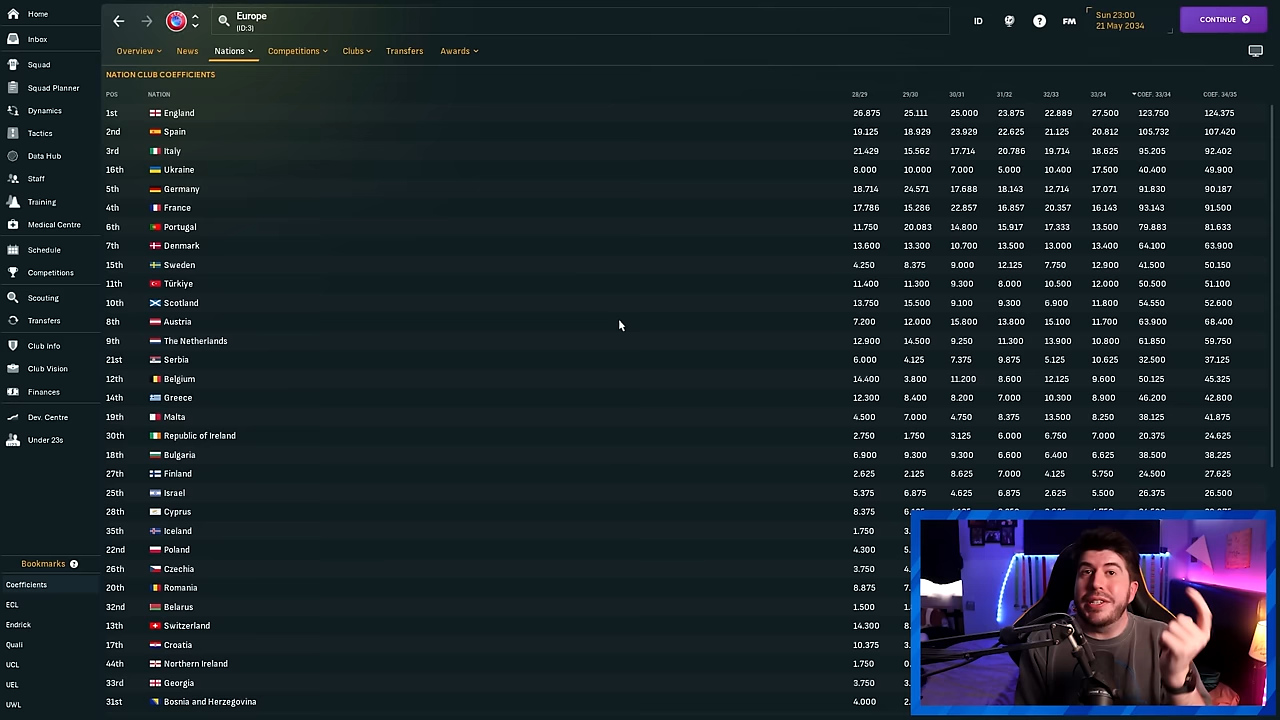 Home
Europe
(ID:3)
ID
FM
Sun 23:00
21 May 2034
CONTINUE
Inbox
Overview
News
Nations
Competitions
Clubs
Transfers
Awards
Squad
Squad Planner
Dynamics
Tactics
Data Hub
Staff
Training
Medical Centre
Schedule
Competitions
Scouting
Transfers
Club Info
Club Vision
Finances
Dev. Centre
Under 23s
Bookmarks
Coefficients
ECL
Endrick
Quali
UCL
UEL
UWL
NATION CLUB COEFFICIENTS
POS NATION 28/29 29/30 30/31 31/32 32/33 33/34 COEF. 33/34 COEF. 34/35
1st England 26.875 25.111 25.000 23.875 22.889 27.500 123.750 124.375
2nd Spain 19.125 18.929 23.929 22.625 21.125 20.812 105.732 107.420
3rd Italy 21.429 15.562 17.714 20.786 19.714 18.625 95.205 92.402
16th Ukraine 8.000 10.000 7.000 5.000 10.400 17.500 40.400 49.900
5th Germany 18.714 24.571 17.688 18.143 12.714 17.071 91.830 90.187
4th France 17.786 15.286 22.857 16.857 20.357 16.143 93.143 91.500
6th Portugal 11.750 20.083 14.800 15.917 17.333 13.500 79.883 81.633
7th Denmark 13.600 13.300 10.700 13.500 13.000 13.400 64.100 63.900
15th Sweden 4.250 8.375 9.000 12.125 7.750 12.900 41.500 50.150
11th Türkiye 11.400 11.300 9.300 8.000 10.500 12.000 50.500 51.100
10th Scotland 13.750 15.500 9.100 9.300 6.900 11.800 54.550 52.600
8th Austria 7.200 12.000 15.800 13.800 15.100 11.700 63.900 68.400
9th The Netherlands 12.900 14.500 9.250 11.300 13.900 10.800 61.850 59.750
21st Serbia 6.000 4.125 7.375 9.875 5.125 10.625 32.500 37.125
12th Belgium 14.400 3.800 11.200 8.600 12.125 9.600 50.125 45.325
14th Greece 12.300 8.400 8.200 7.000 10.300 8.900 46.200 42.800
19th Malta 4.500 7.000 4.750 8.375 13.500 8.250 38.125 41.875
30th Republic of Ireland 2.750 1.750 3.125 6.000 6.750 7.000 20.375 24.625
18th Bulgaria 6.900 9.300 9.300 6.600 6.400 6.625 38.500 38.225
27th Finland 2.625 2.125 8.625 7.000 4.125 5.750 24.500 27.625
25th Israel 5.375 6.875 4.625 6.875 2.625 5.500 26.375 26.500
28th Cyprus 8.375
35th Iceland 1.750
22nd Poland 4.300
26th Czechia 3.750
20th Romania 8.875
32nd Belarus 1.500
13th Switzerland 14.300
17th Croatia 10.375
44th Northern Ireland 1.750
33rd Georgia 3.750
31st Bosnia and Herzegovina 4.000